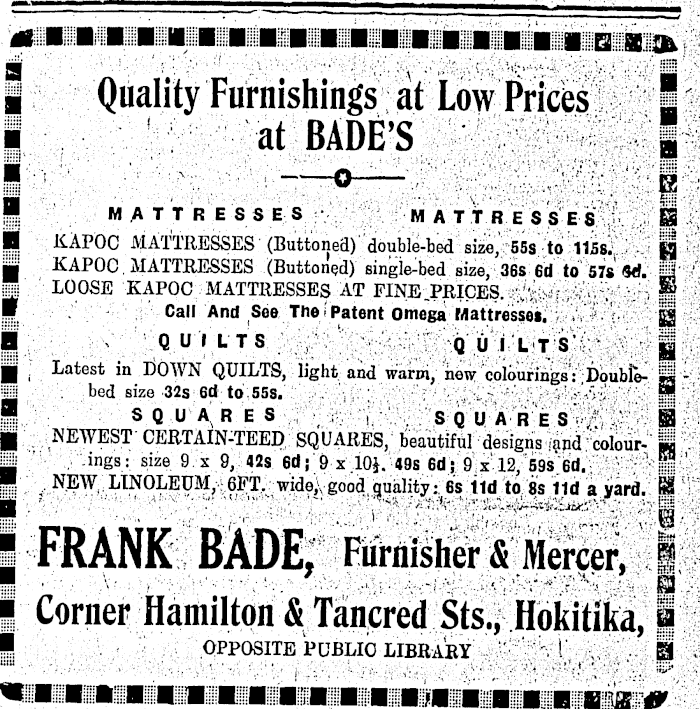 Quality Furnishings at Low Prices
at BADE'S
MATTRESSES MATTRESSES
KAPOC MATTRESSES (Buttoned) double-bed size, 55s to 115s.
KAPOC MATTRESSES (Buttoned) single-bed size, 36s 6d to 57s 6d.
LOOSE KAPOC MATTRESSES AT FINE PRICES.
Call And See The Patent Omega Mattresses.
QUILTS QUILTS
Latest in DOWN QUILTS, light and warm, new colourings: Double-
bed size 32s 6d to 55s.
SQUARES SQUARES
NEWEST CERTAIN-TEED SQUARES, beautiful designs and colour-
ings: size 9 x 9, 42s 6d; 9 x 10½. 49s 6d; 9 x 12, 59s 6d.
NEW LINOLEUM, 6FT. wide, good quality: 6s 11d to 8s 11d a yard.
FRANK BADE, Furnisher & Mercer,
Corner Hamilton & Tancred Sts., Hokitika,
OPPOSITE PUBLIC LIBRARY